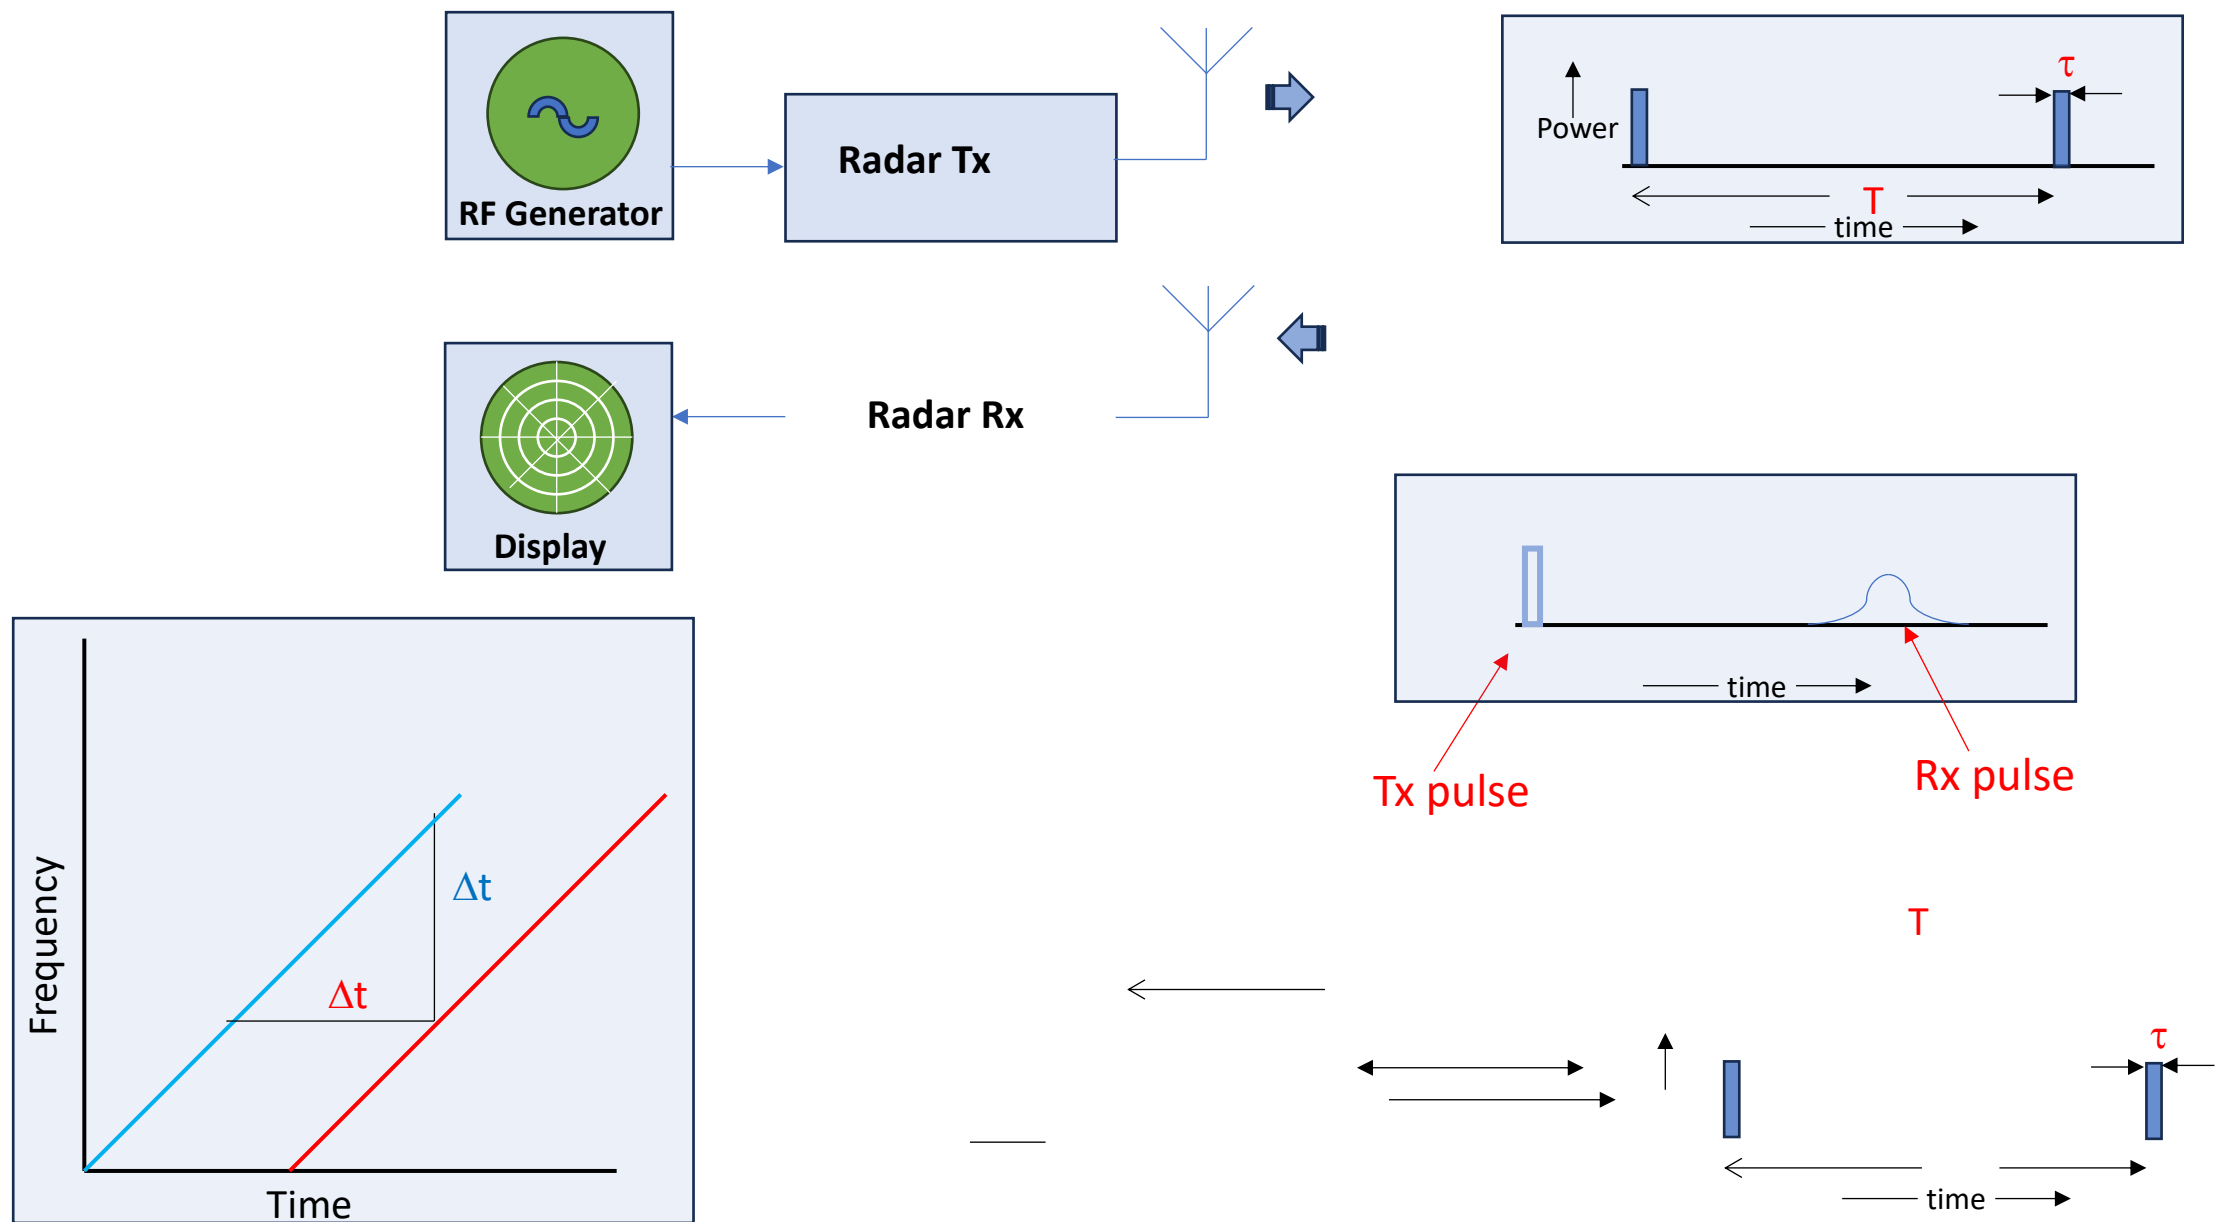 τ
Power
Radar Tx
RF Generator
T
time
Radar Rx
Display
time
Tx pulse
Rx pulse
Frequency
Δt
Δt
Time
T
τ
time